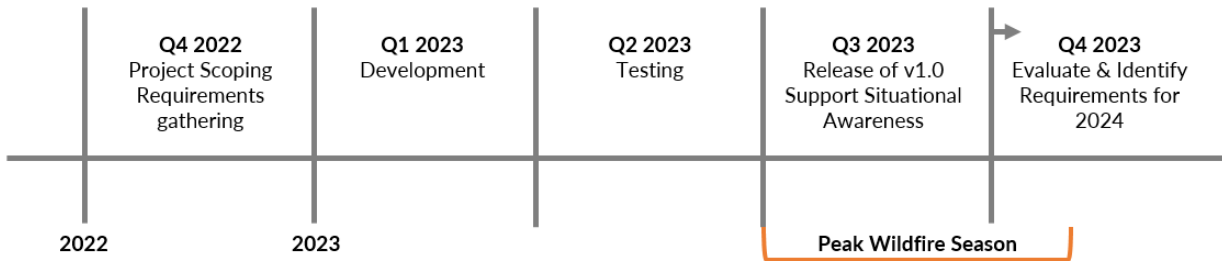 Q4 2022
Project Scoping
Requirements
gathering
Q1 2023
Development
Q2 2023
Testing
Q3 2023
Release of v1.0
Support Situational
Awareness
Q4 2023
Evaluate & Identify
Requirements for
2024
2022
2023
Peak Wildfire Season